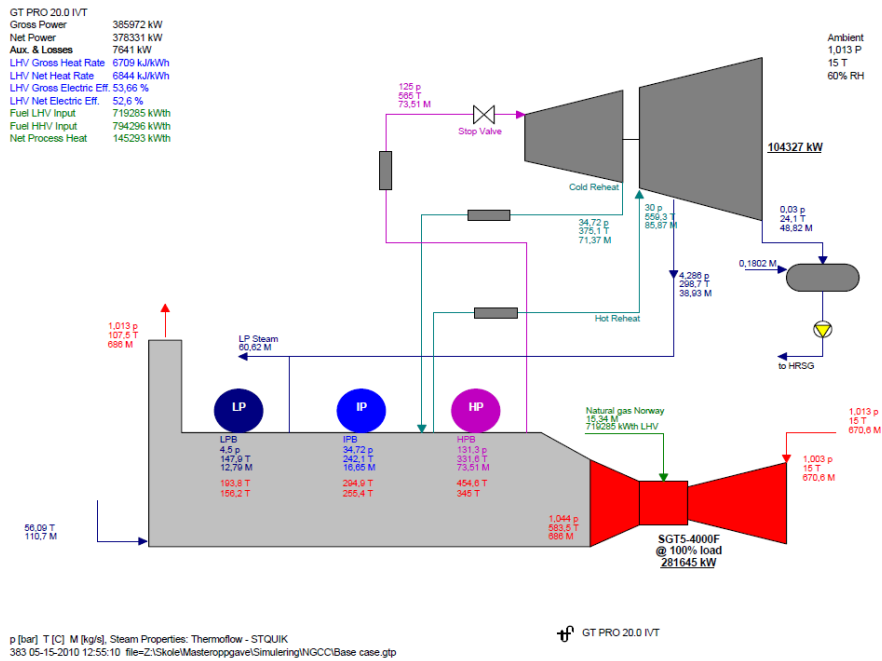 GT PRO 20.0 IVT
Gross Power 385972 kW
Net Power 378331 kW
Aux. & Losses 7641 kW
LHV Gross Heat Rate 6709 kJ/kWh
LHV Net Heat Rate 6844 kJ/kWh
LHV Gross Electric Eff. 53,66 %
LHV Net Electric Eff. 52,6 %
Fuel LHV Input 719285 kWth
Fuel HHV Input 794296 kWth
Net Process Heat 145293 kWth
Ambient
1,013 P
15 T
60% RH
125 p
565 T
73,51 M
Stop Valve
104327 kW
Cold Reheat
34,72 p
375,1 T
71,37 M
30 p
559,3 T
85,87 M
0,03 p
24,1 T
48,82 M
0,1802 M
4,286 p
298,7 T
38,93 M
Hot Reheat
to HRSG
1,013 p
107,5 T
686 M
LP Steam
60,62 M
LP
IP
HP
LPB
4,5 p
147,9 T
12,79 M
193,8 T
156,2 T
IPB
34,72 p
242,1 T
16,65 M
294,9 T
255,4 T
HPB
131,3 p
331,6 T
73,51 M
454,6 T
345 T
Natural gas Norway
15,34 M
719285 kWth LHV
1,013 p
15 T
670,6 M
1,003 p
15 T
670,6 M
1,044 p
583,5 T
686 M
56,09 T
110,7 M
SGT5-4000F
@ 100% load
281645 kW
GT PRO 20.0 IVT
p [bar] T [C] M [kg/s], Steam Properties: Thermoflow - STQUIK
383 05-15-2010 12:55:10 file=Z:\Skole\Masteroppgave\Simulering\NGCC\Base case.gtp